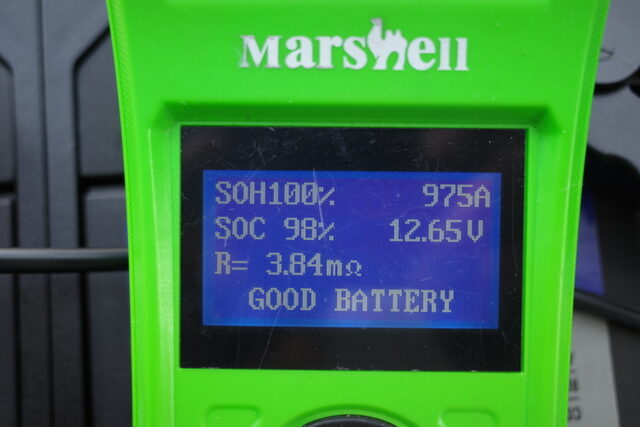 Marshell
SOH100% 975A
SOC 98% 12.65V
R= 3.84mΩ
GOOD BATTERY